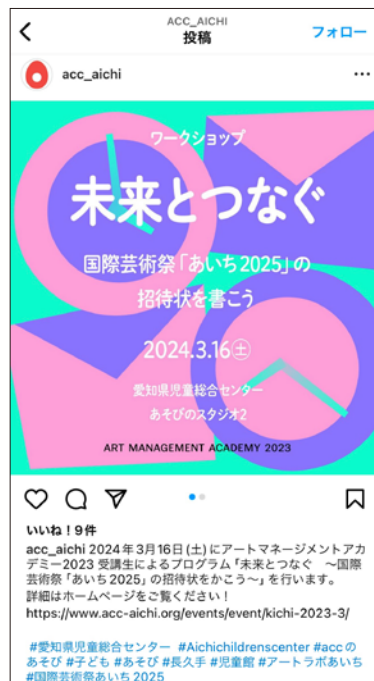 ACC_AICHI
投稿
フォロー
acc_aichi
ワークショップ
未来とつなぐ
国際芸術祭「あいち2025」の
招待状を書こう
2024.3.16㊏
愛知県児童総合センター
あそびのスタジオ2
ART MANAGEMENT ACADEMY 2023
いいね!9件
acc_aichi 2024年3月16日(土)にアートマネージメントアカ
デミー2023 受講生によるプログラム「未来とつなぐ ～国際
芸術祭「あいち2025」の招待状をかこう～」を行います。
詳細はホームページをご覧ください!
https://www.acc-aichi.org/events/event/kichi-2023-3/
#愛知県児童総合センター #Aichichildrenscenter #accの
あそび #子ども #あそび #長久手 #児童館 #アートラボあいち
#国際芸術祭あいち2025